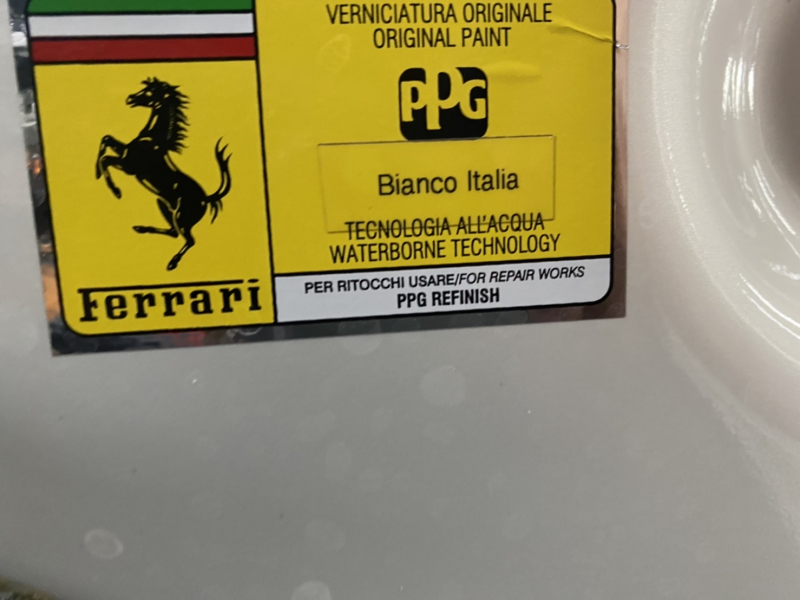 VERNICIATURA ORIGINALE
ORIGINAL PAINT
PPG
Bianco Italia
TECNOLOGIA ALL'ACQUA
WATERBORNE TECHNOLOGY
PER RITOCCHI USARE/FOR REPAIR WORKS
PPG REFINISH
Ferrari